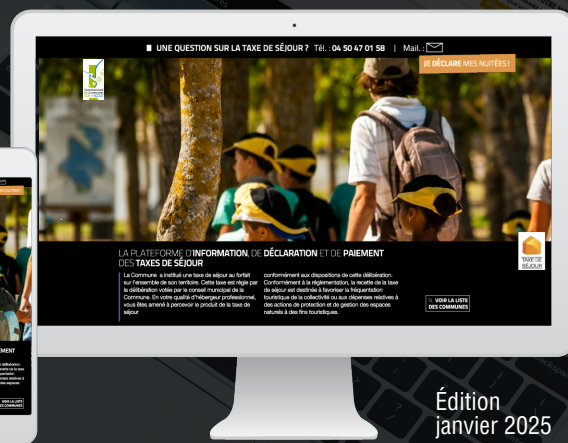 UNE QUESTION SUR LA TAXE DE SÉJOUR ? Tél. : 04 50 47 01 58 | Mail. :
JE DÉCLARE MES NUITÉES !
LA PLATEFORME D'INFORMATION, DE DÉCLARATION ET DE PAIEMENT
DES TAXES DE SÉJOUR
La Commune a institué une taxe de séjour au forfait
sur l'ensemble de son territoire. Cette taxe est régie par
la délibération votée par le conseil municipal de la
Commune. En votre qualité d'hébergeur professionnel,
vous êtes amené à percevoir le produit de la taxe de
séjour
conformément aux dispositions de cette délibération.
Conformément à la réglementation, la recette de la taxe
de séjour est destinée à favoriser la fréquentation
touristique de la collectivité ou aux dépenses relatives à
des actions de protection et de gestion des espaces
naturels à des fins touristiques.
TAXE DE
SÉJOUR
VOIR LA LISTE
DES COMMUNES
Édition
janvier 2025